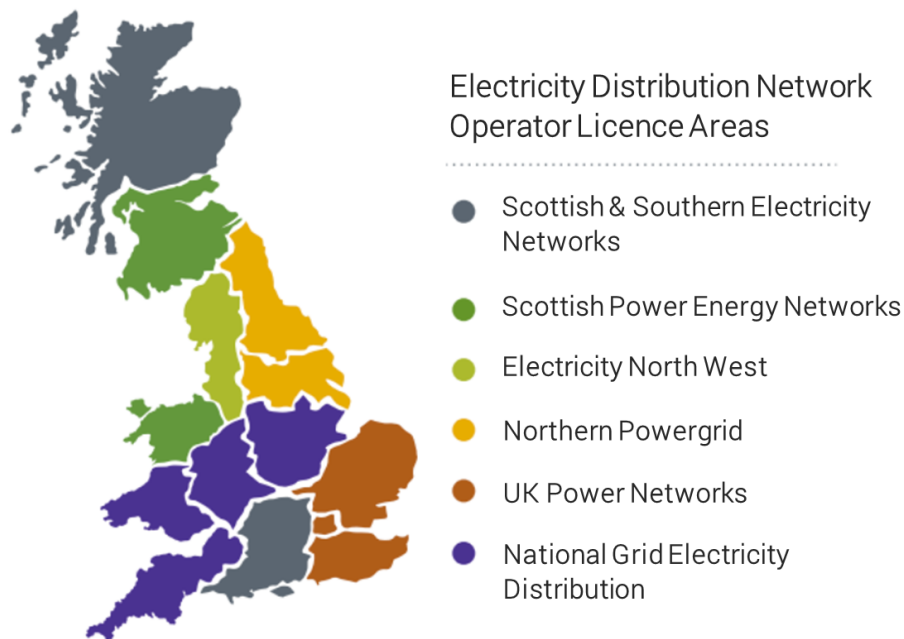 Electricity Distribution Network
Operator Licence Areas
Scottish & Southern Electricity
Networks
Scottish Power Energy Networks
Electricity North West
Northern Powergrid
UK Power Networks
National Grid Electricity
Distribution